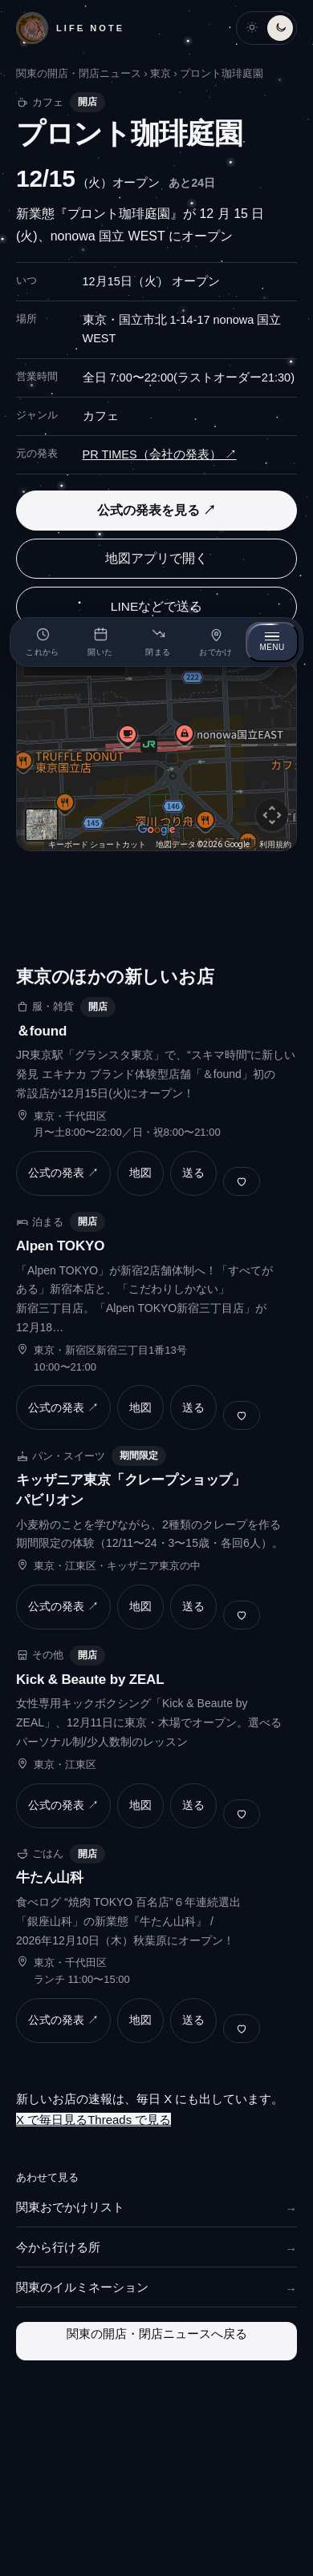 LIFE NOTE
関東の開店・閉店ニュース › 東京 › プロント珈琲庭園
カフェ 開店
プロント珈琲庭園
12/15（火）オープン あと24日
新業態『プロント珈琲庭園』が 12 月 15 日
(火)、nonowa 国立 WEST にオープン
いつ 12月15日（火） オープン
場所 東京・国立市北 1-14-17 nonowa 国立
WEST
営業時間 全日 7:00〜22:00(ラストオーダー21:30)
ジャンル カフェ
元の発表 PR TIMES（会社の発表） ↗
公式の発表を見る ↗
地図アプリで開く
LINEなどで送る
これから 開いた 閉まる おでかけ MENU
222
nonowa国立EAST
JR
TRUFFLE DONUT
東京国立店
カフ
146
深川 つり舟
145
Google
キーボード ショートカット 地図データ ©2026 Google 利用規約
東京のほかの新しいお店
服・雑貨 開店
＆found
JR東京駅「グランスタ東京」で、“スキマ時間”に新しい
発見 エキナカ ブランド体験型店舗「＆found」初の
常設店が12月15日(火)にオープン！
東京・千代田区
月〜土8:00〜22:00／日・祝8:00〜21:00
公式の発表 ↗ 地図 送る
泊まる 開店
Alpen TOKYO
「Alpen TOKYO」が新宿2店舗体制へ！「すべてが
ある」新宿本店と、「こだわりしかない」
新宿三丁目店。「Alpen TOKYO新宿三丁目店」が
12月18…
東京・新宿区新宿三丁目1番13号
10:00〜21:00
公式の発表 ↗ 地図 送る
パン・スイーツ 期間限定
キッザニア東京「クレープショップ」
パビリオン
小麦粉のことを学びながら、2種類のクレープを作る
期間限定の体験（12/11〜24・3〜15歳・各回6人）。
東京・江東区・キッザニア東京の中
公式の発表 ↗ 地図 送る
その他 開店
Kick & Beaute by ZEAL
女性専用キックボクシング「Kick & Beaute by
ZEAL」、12月11日に東京・木場でオープン。選べる
パーソナル制/少人数制のレッスン
東京・江東区
公式の発表 ↗ 地図 送る
ごはん 開店
牛たん山科
食べログ “焼肉 TOKYO 百名店”６年連続選出
「銀座山科」の新業態『牛たん山科』 /
2026年12月10日（木）秋葉原にオープン！
東京・千代田区
ランチ 11:00〜15:00
公式の発表 ↗ 地図 送る
新しいお店の速報は、毎日 X にも出しています。
X で毎日見るThreads で見る
あわせて見る
関東おでかけリスト →
今から行ける所 →
関東のイルミネーション →
関東の開店・閉店ニュースへ戻る